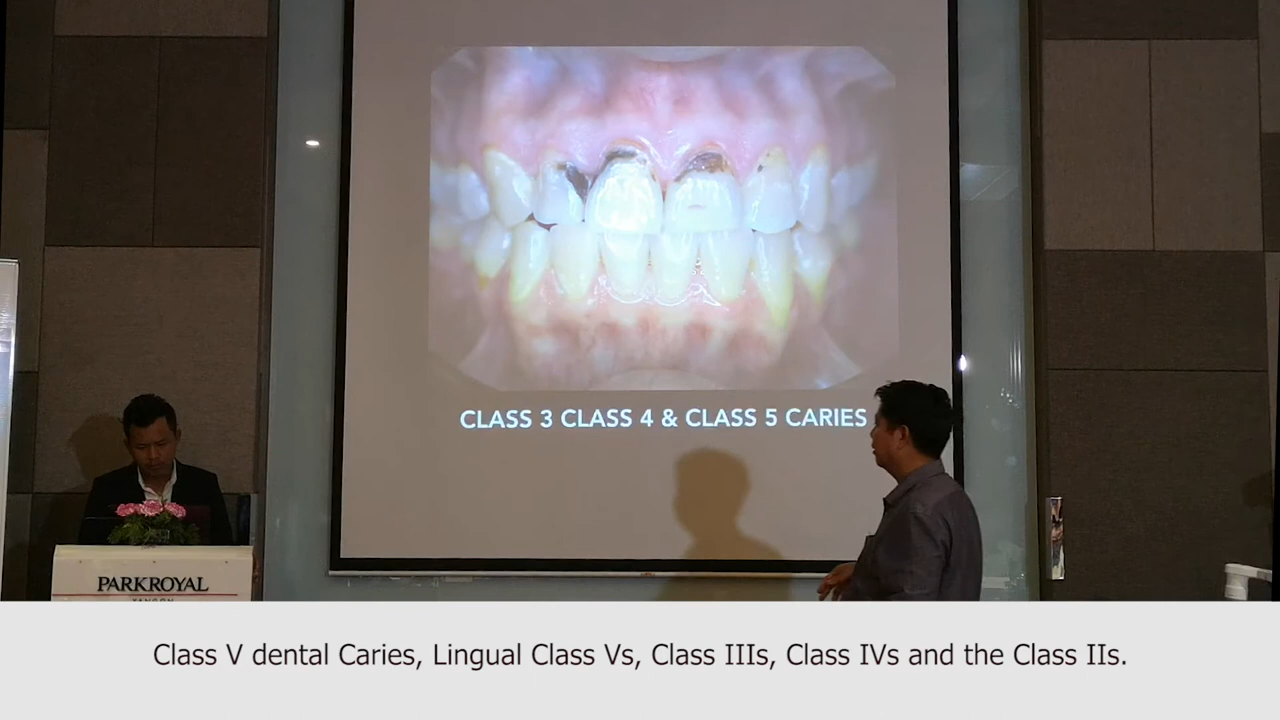 CLASS 3 CLASS 4 & CLASS 5 CARIES
PARKROYAL
YANGON
Class V dental Caries, Lingual Class Vs, Class IIIs, Class IVs and the Class IIs.